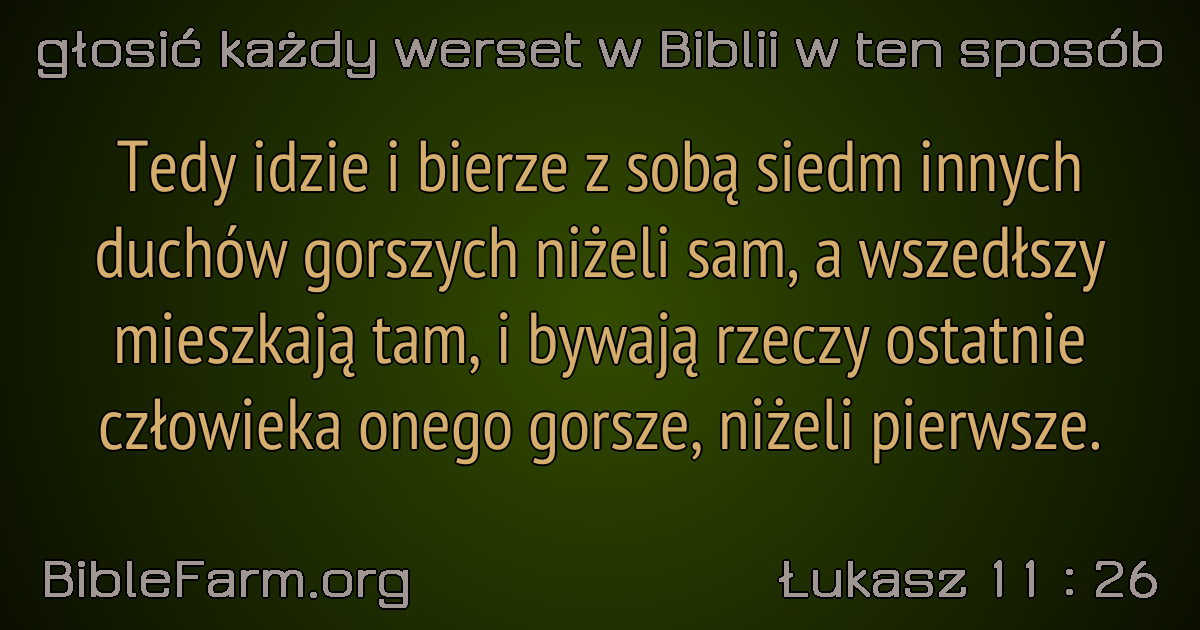 głosić każdy werset w Biblii w ten sposób
Tedy idzie i bierze z sobą siedm innych
duchów gorszych niżeli sam, a wszedłszy
mieszkają tam, i bywają rzeczy ostatnie
człowieka onego gorsze, niżeli pierwsze.
BibleFarm.org
Łukasz 11 : 26